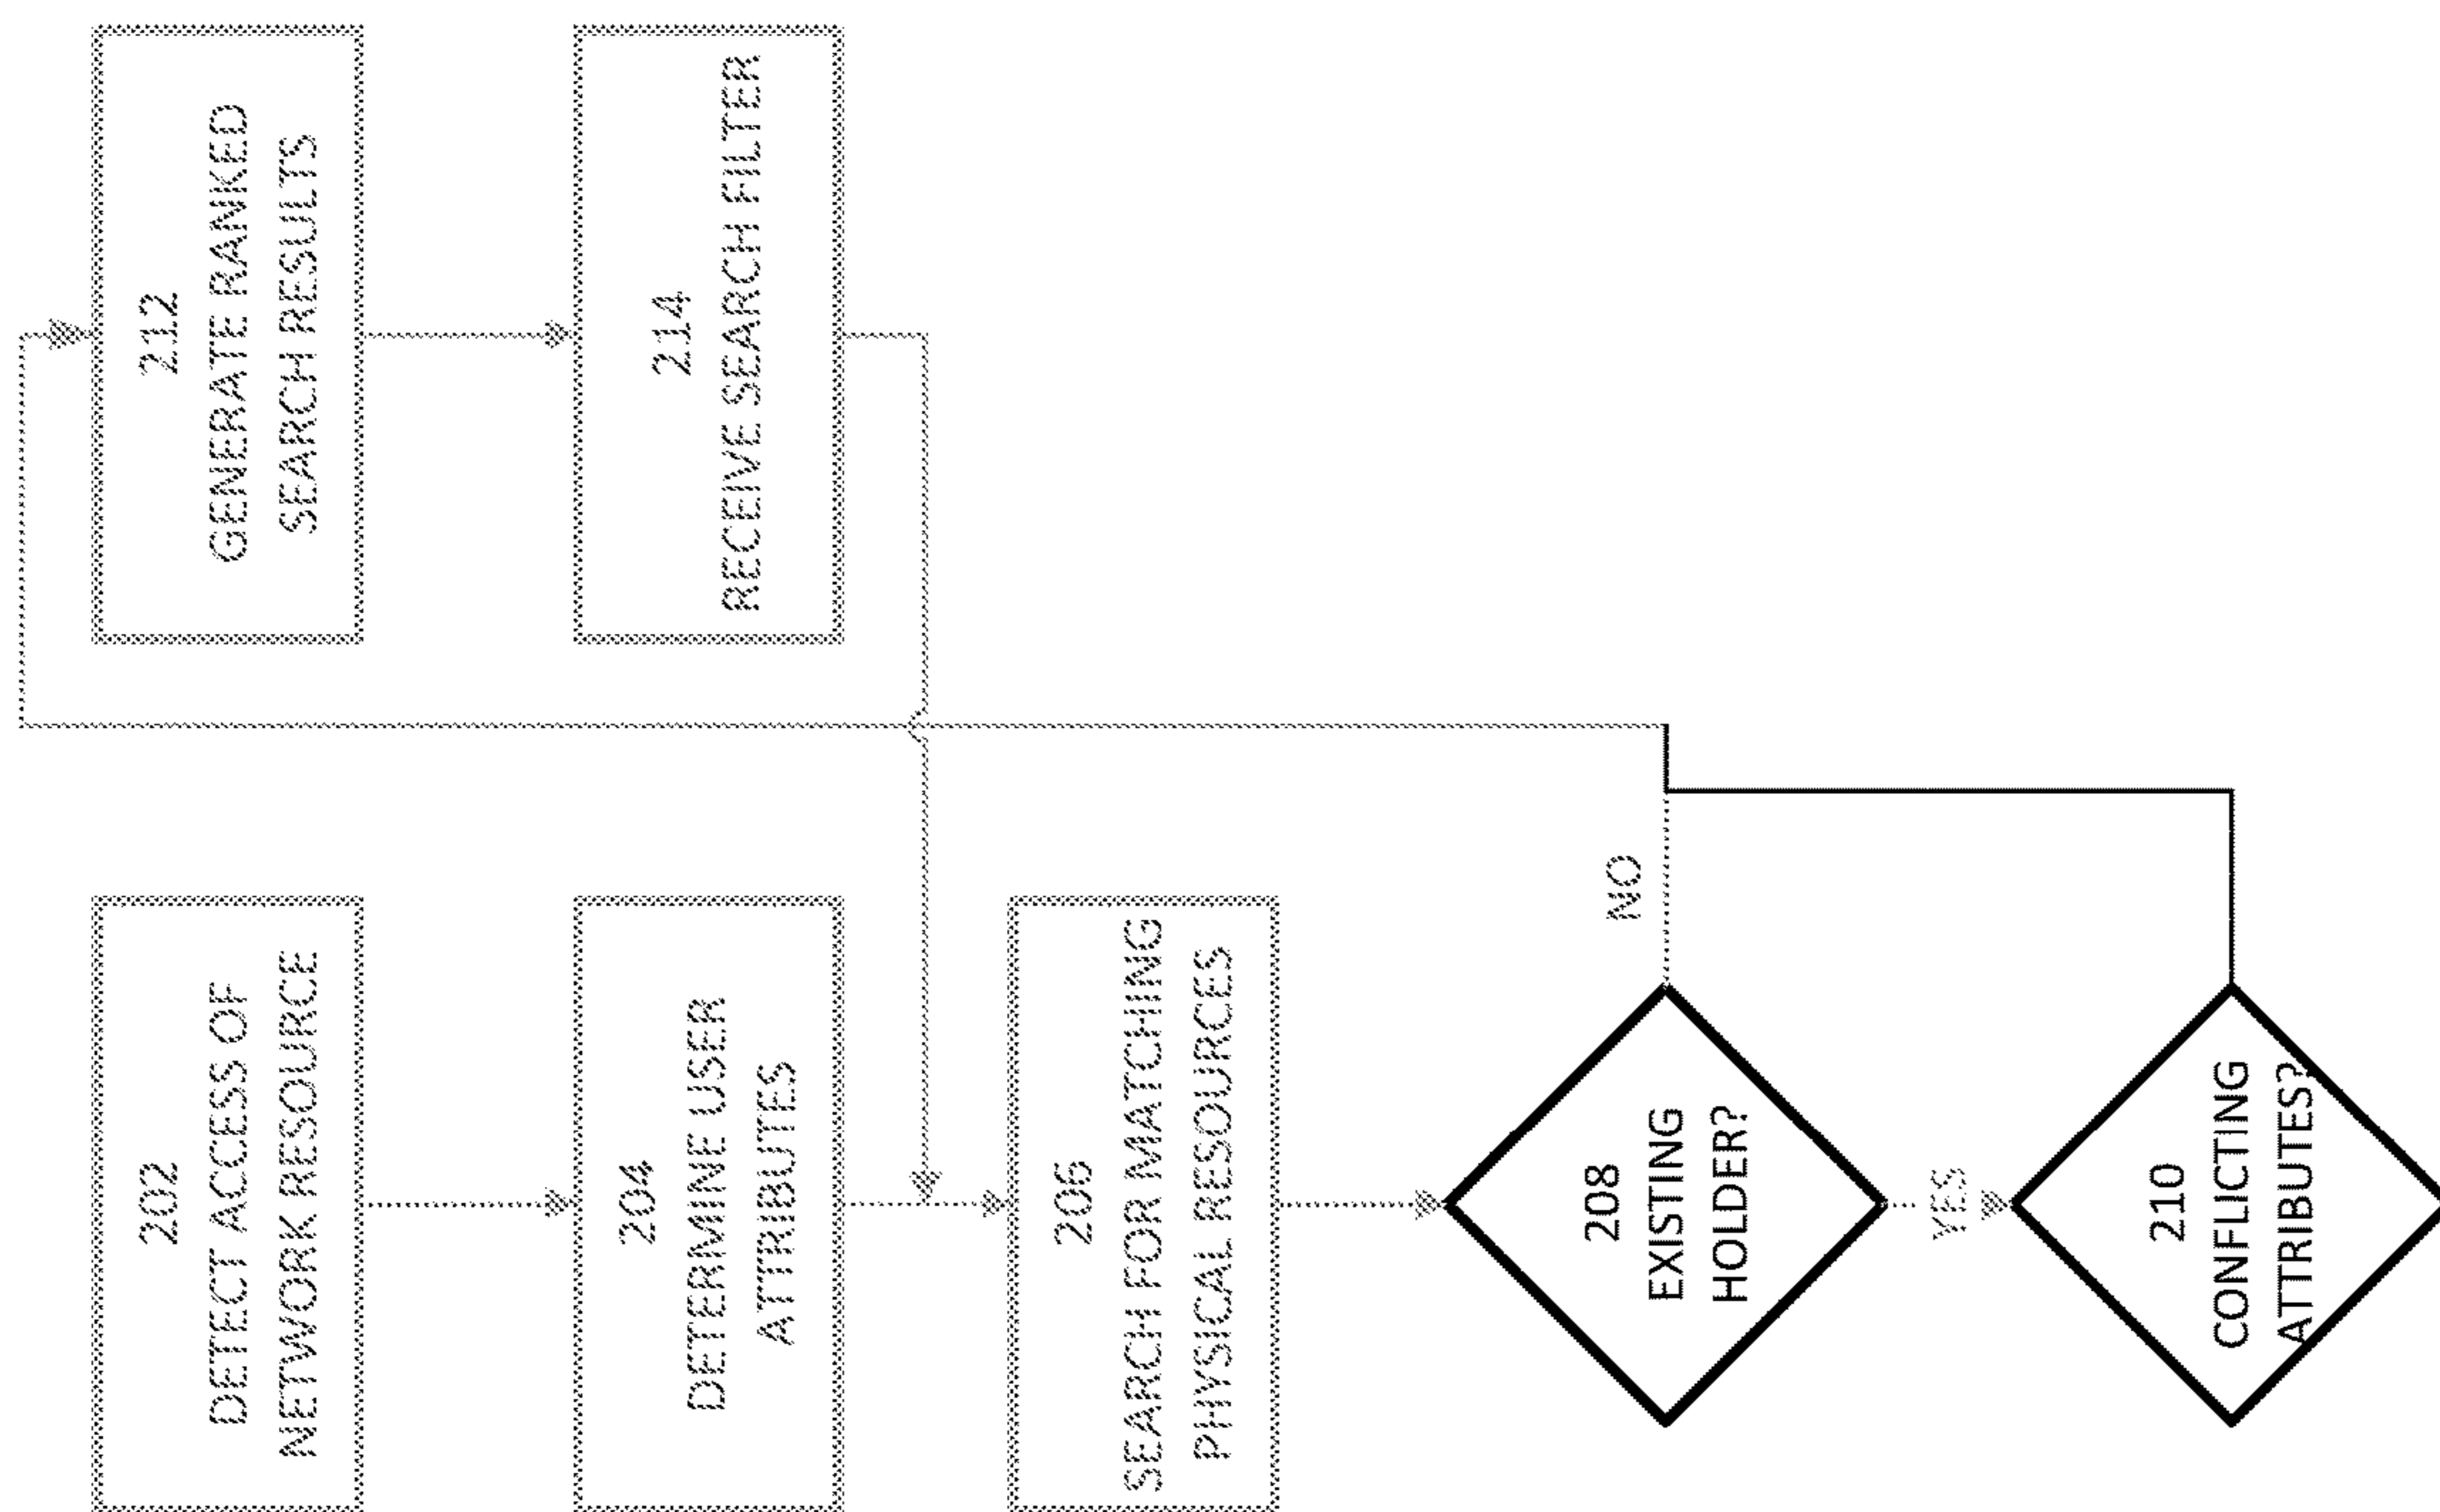 202
DETECT ACCESS OF
NETWORK RESOURCE
204
DETERMINE USER
ATTRIBUTES
206
SEARCH FOR MATCHING
PHYSICAL RESOURCES
208
EXISTING
HOLDER?
NO
YES
210
CONFLICTING
ATTRIBUTES?
212
GENERATE RANKED
SEARCH RESULTS
214
RECEIVE SEARCH FILTER